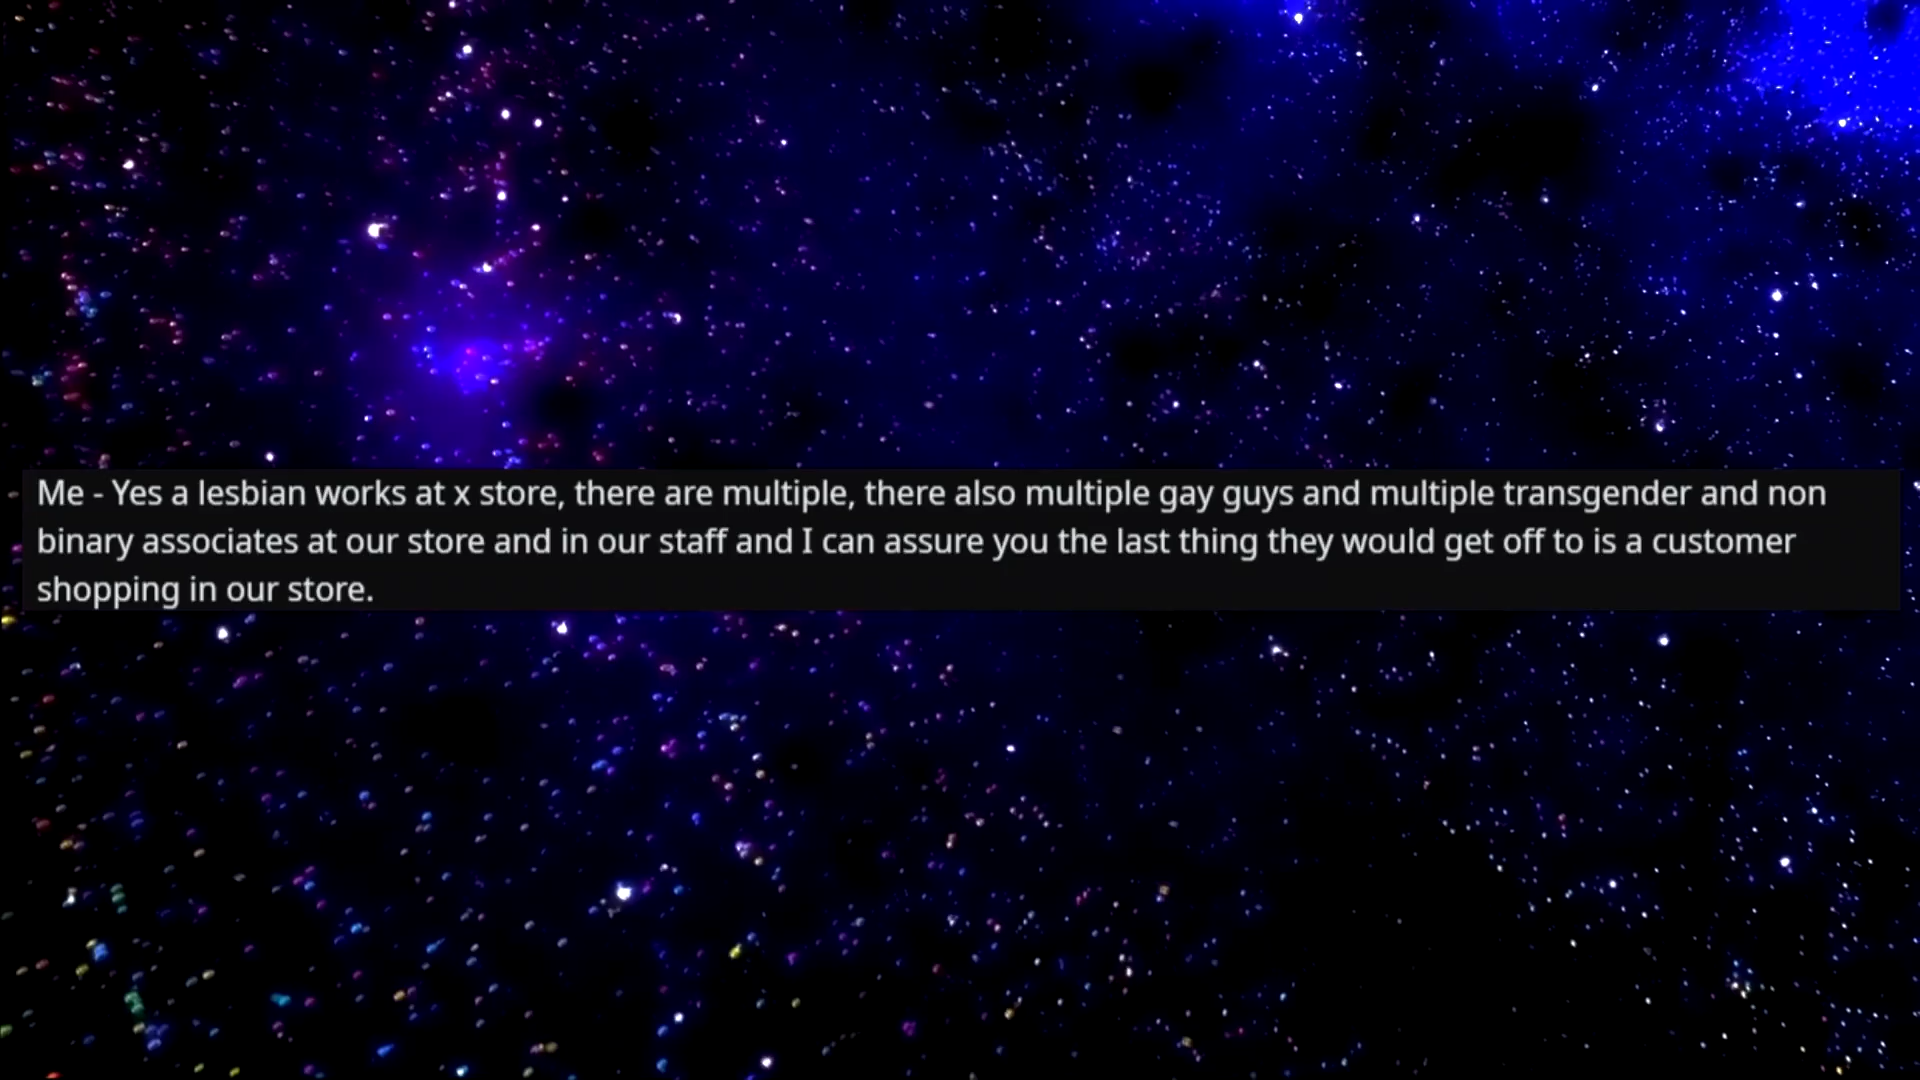 Me - Yes a lesbian works at x store, there are multiple, there also multiple gay guys and multiple transgender and non
binary associates at our store and in our staff and I can assure you the last thing they would get off to is a customer
shopping in our store.